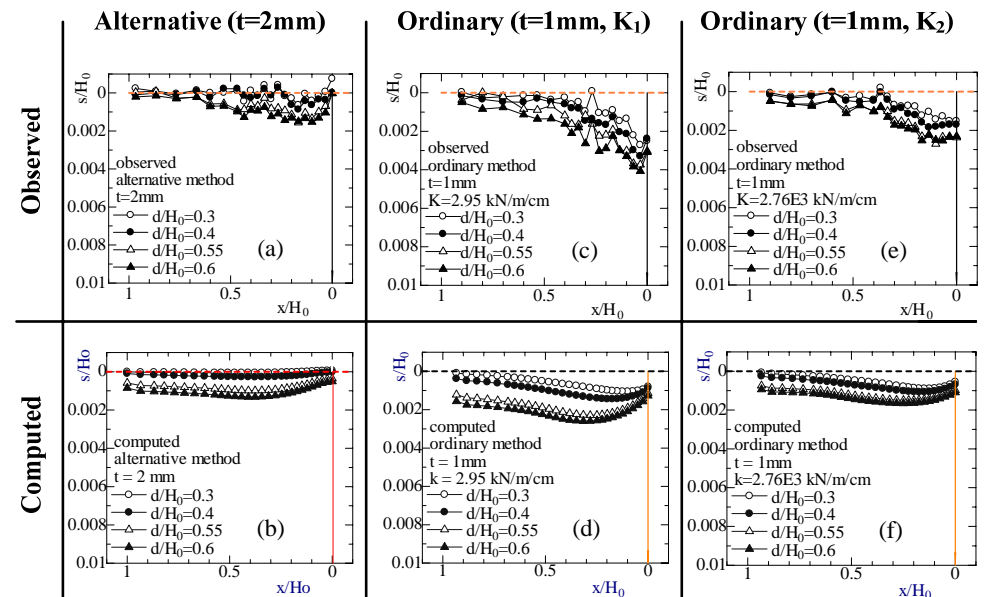 Alternative (t=2mm)
Ordinary (t=1mm, K₁)
Ordinary (t=1mm, K₂)
Observed
s/H₀
0
0.002
0.004
0.006
0.008
0.01
observed
alternative method
t=2mm
d/H₀=0.3
d/H₀=0.4
d/H₀=0.55
d/H₀=0.6
(a)
1
0.5
0
x/H₀
s/H₀
0
0.002
0.004
0.006
0.008
0.01
observed
ordinary method
t=1mm
K=2.95 kN/m/cm
d/H₀=0.3
d/H₀=0.4
d/H₀=0.55
d/H₀=0.6
(c)
1
0.5
0
x/H₀
s/H₀
0
0.002
0.004
0.006
0.008
0.01
observed
ordinary method
t=1mm
K=2.76E3 kN/m/cm
d/H₀=0.3
d/H₀=0.4
d/H₀=0.55
d/H₀=0.6
(e)
1
0.5
0
x/H₀
Computed
s/Ho
0
0.002
0.004
0.006
0.008
0.01
computed
alternative method
t = 2 mm
d/H₀=0.3
d/H₀=0.4
d/H₀=0.55
d/H₀=0.6
(b)
1
0.5
0
x/Ho
s/H₀
0
0.002
0.004
0.006
0.008
0.01
computed
ordinary method
t = 1mm
k = 2.95 kN/m/cm
d/H₀=0.3
d/H₀=0.4
d/H₀=0.55
d/H₀=0.6
(d)
1
0.5
0
x/H₀
s/H₀
0
0.002
0.004
0.006
0.008
0.01
computed
ordinary method
t = 1mm
k=2.76E3 kN/m/cm
d/H₀=0.3
d/H₀=0.4
d/H₀=0.55
d/H₀=0.6
(f)
1
0.5
0
x/H₀